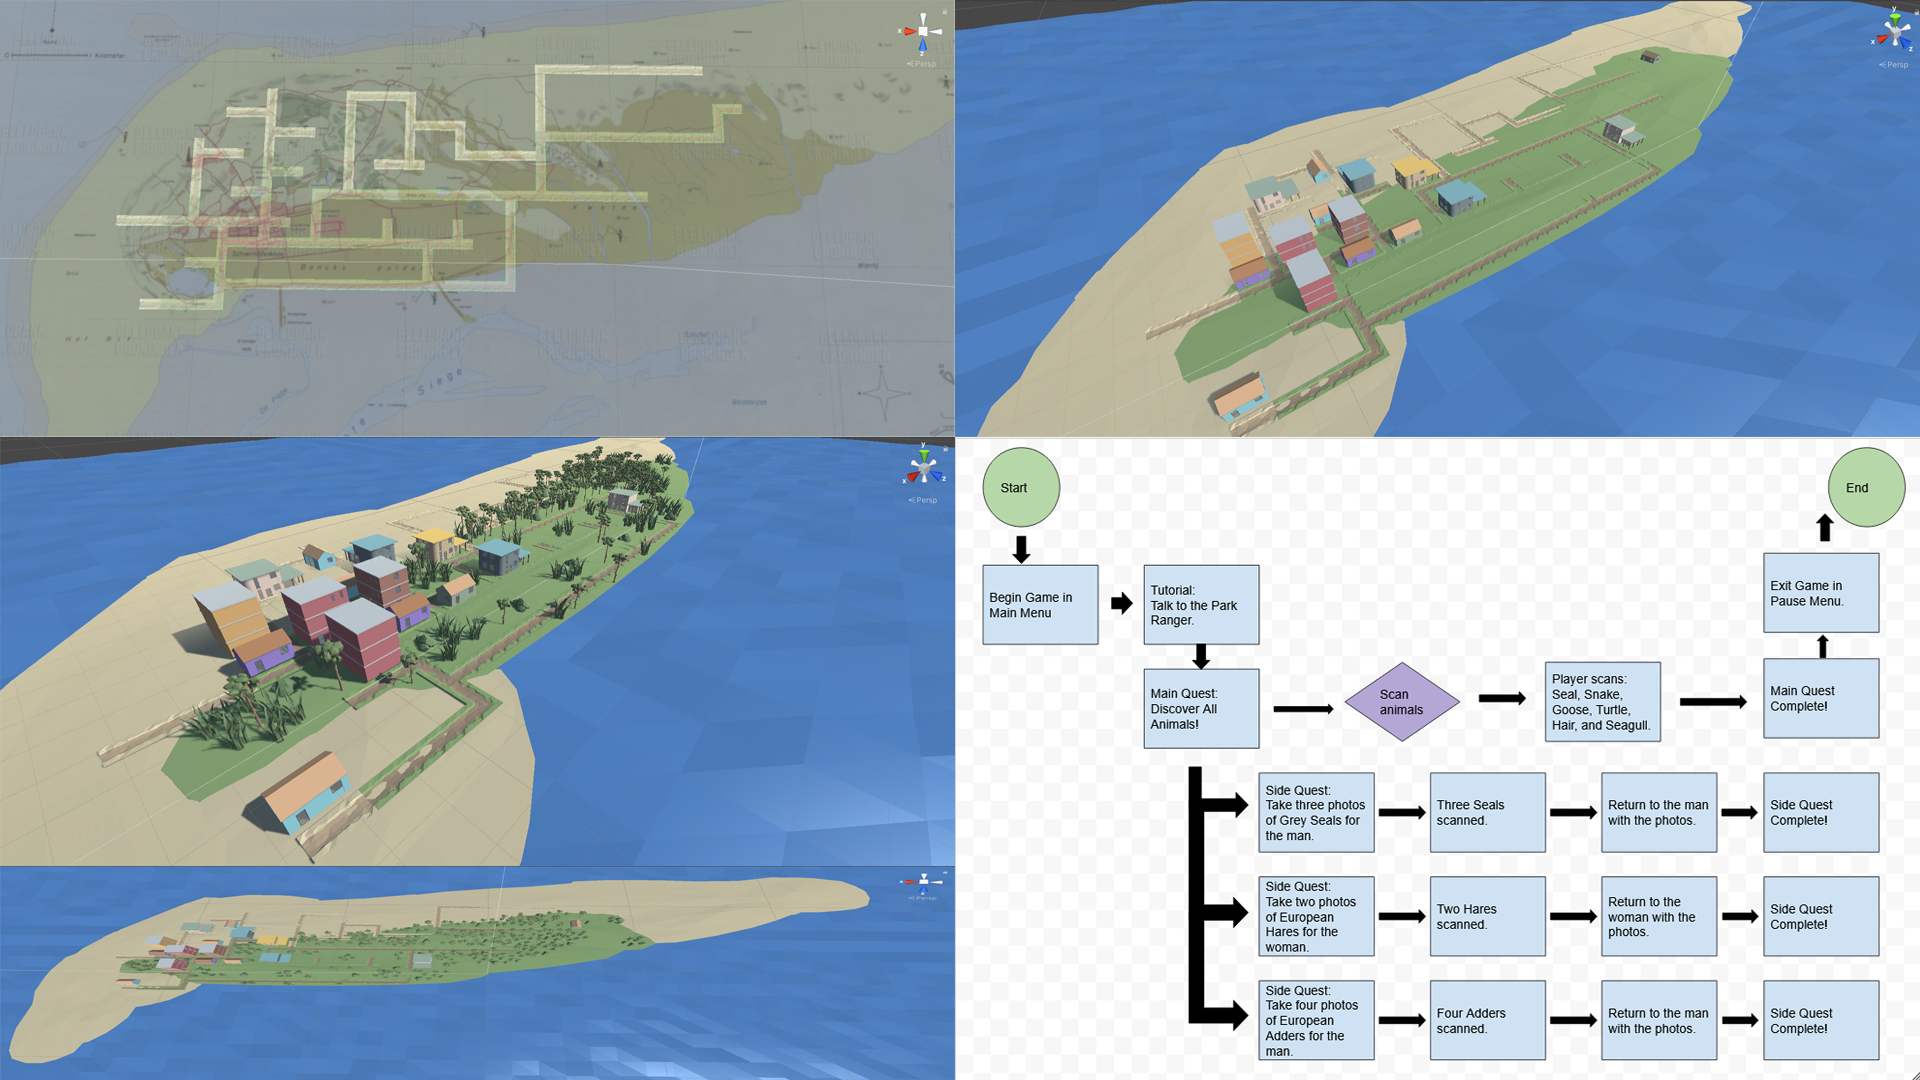 x
z
Persp
Kilometer
Siege
y
x
z
Persp
y
x
z
Persp
Start
End
Begin Game in
Main Menu
Tutorial:
Talk to the Park
Ranger.
Exit Game in
Pause Menu.
Main Quest:
Discover All
Animals!
Scan
animals
Player scans:
Seal, Snake,
Goose, Turtle,
Hair, and Seagull.
Main Quest
Complete!
Side Quest:
Take three photos
of Grey Seals for
the man.
Three Seals
scanned.
Return to the man
with the photos.
Side Quest
Complete!
Side Quest:
Take two photos
of European
Hares for the
woman.
Two Hares
scanned.
Return to the
woman with the
photos.
Side Quest
Complete!
Side Quest:
Take four photos
of European
Adders for the
man.
Four Adders
scanned.
Return to the man
with the photos.
Side Quest
Complete!